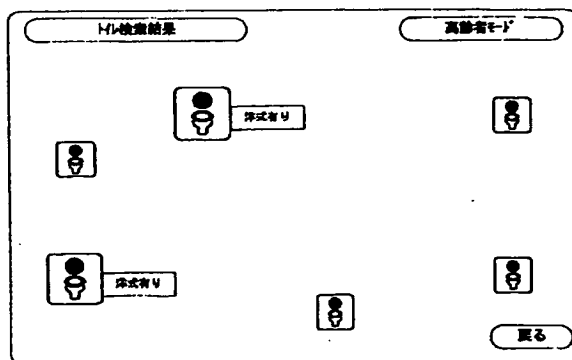 トイレ検索結果
高齢者モード
洋式有り
洋式有り
戻る